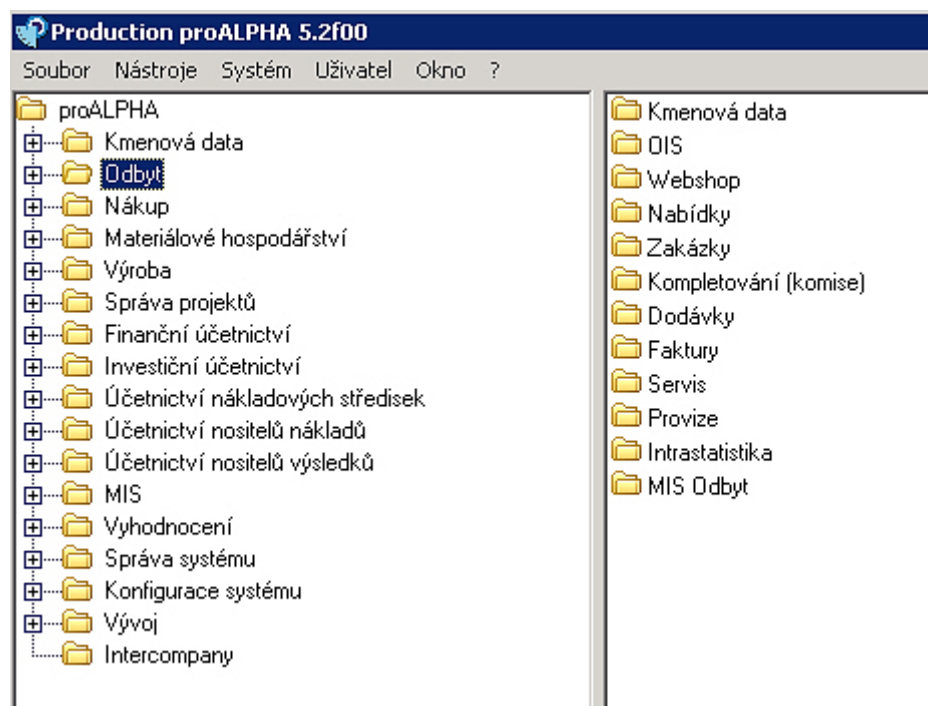 Production proALPHA 5.2f00
Soubor Nástroje Systém Uživatel Okno ?
proALPHA
Kmenová data
Odbyt
Nákup
Materiálové hospodářství
Výroba
Správa projektů
Finanční účetnictví
Investiční účetnictví
Účetnictví nákladových středisek
Účetnictví nositelů nákladů
Účetnictví nositelů výsledků
MIS
Vyhodnocení
Správa systému
Konfigurace systému
Vývoj
Intercompany
Kmenová data
OIS
Webshop
Nabídky
Zakázky
Kompletování (komise)
Dodávky
Faktury
Servis
Provize
Intrastatistika
MIS Odbyt